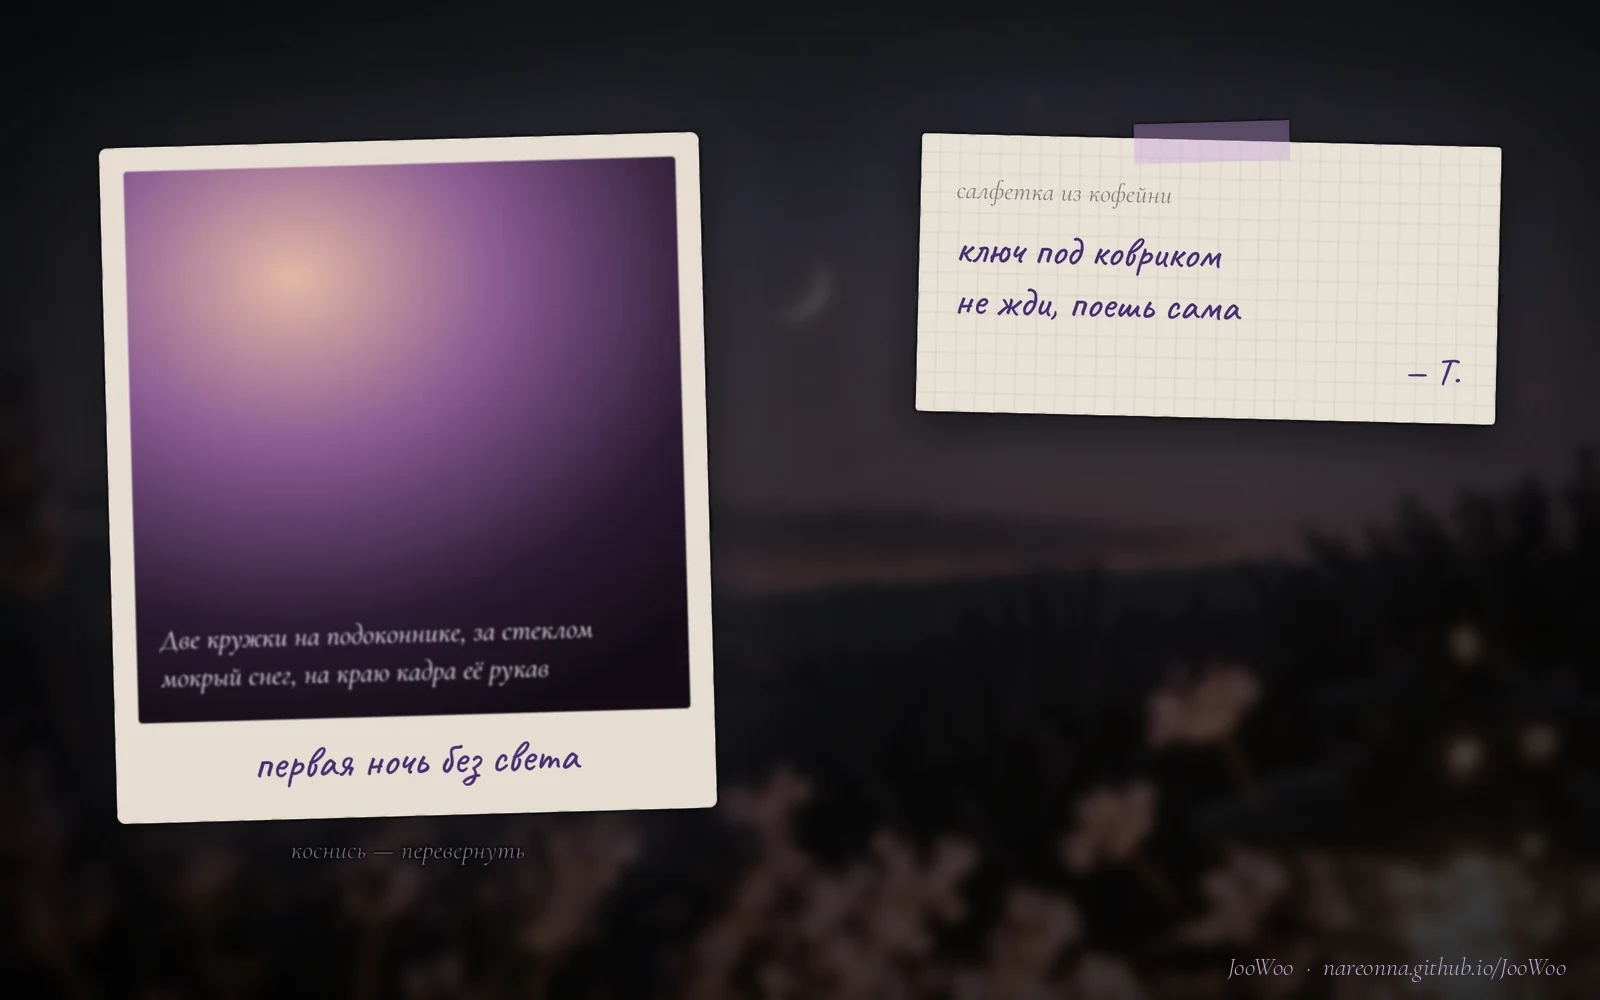 Две кружки на подоконнике, за стеклом
мокрый снег, на краю кадра её рукав
первая ночь без света
коснись — перевернуть
салфетка из кофейни
ключ под ковриком
не жди, поешь сама
— Т.
JooWoo · nareonna.github.io/JooWoo